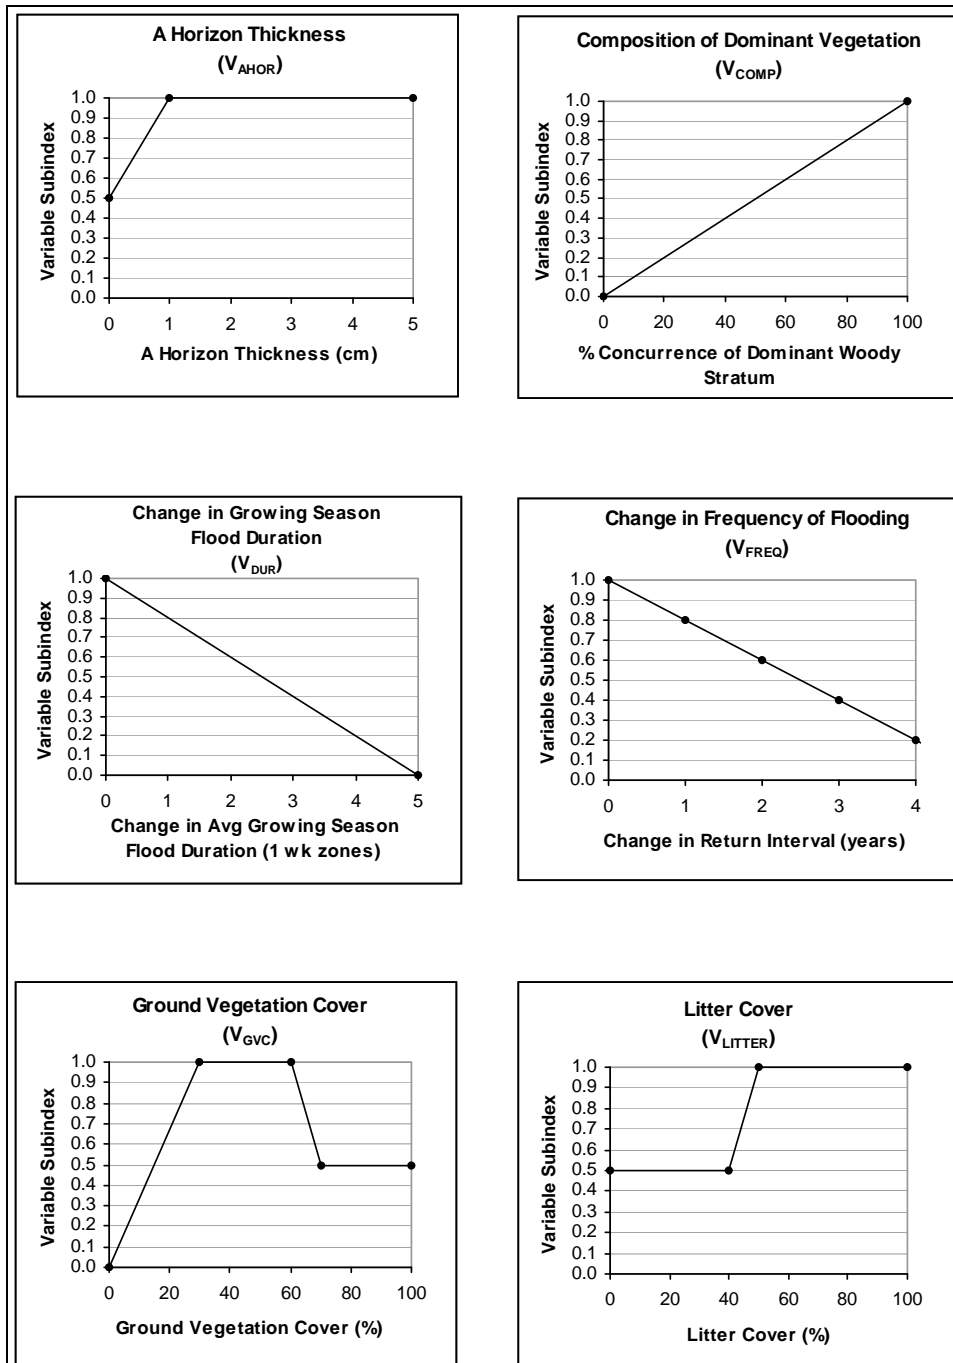 A Horizon Thickness
(VAHOR)
Variable Subindex
1.0
0.9
0.8
0.7
0.6
0.5
0.4
0.3
0.2
0.1
0.0
0 1 2 3 4 5
A Horizon Thickness (cm)
Composition of Dominant Vegetation
(VCOMP)
Variable Subindex
1.0
0.9
0.8
0.7
0.6
0.5
0.4
0.3
0.2
0.1
0.0
0 20 40 60 80 100
% Concurrence of Dominant Woody
Stratum
Change in Growing Season
Flood Duration
(VDUR)
Variable Subindex
1.0
0.9
0.8
0.7
0.6
0.5
0.4
0.3
0.2
0.1
0.0
0 1 2 3 4 5
Change in Avg Growing Season
Flood Duration (1 wk zones)
Change in Frequency of Flooding
(VFREQ)
Variable Subindex
1.0
0.9
0.8
0.7
0.6
0.5
0.4
0.3
0.2
0.1
0.0
0 1 2 3 4
Change in Return Interval (years)
Ground Vegetation Cover
(VGVC)
Variable Subindex
1.0
0.9
0.8
0.7
0.6
0.5
0.4
0.3
0.2
0.1
0.0
0 20 40 60 80 100
Ground Vegetation Cover (%)
Litter Cover
(VLITTER)
Variable Subindex
1.0
0.9
0.8
0.7
0.6
0.5
0.4
0.3
0.2
0.1
0.0
0 20 40 60 80 100
Litter Cover (%)